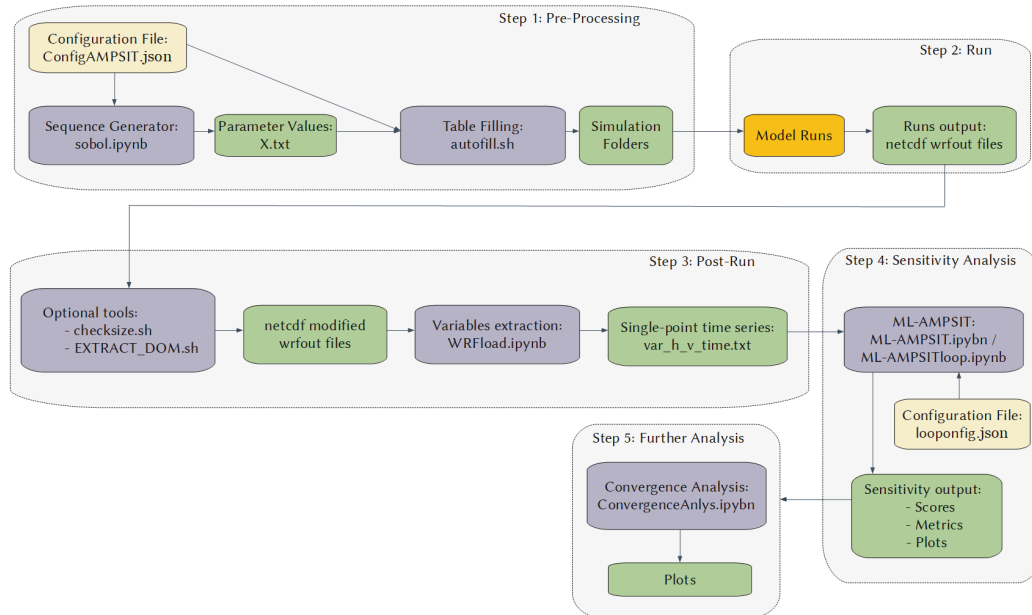 Step 1: Pre-Processing
Configuration File:
ConfigAMPSIT.json
Sequence Generator:
sobol.ipynb
Parameter Values:
X.txt
Table Filling:
autofill.sh
Simulation
Folders
Step 2: Run
Model Runs
Runs output:
netcdf wrfout files
Step 3: Post-Run
Optional tools:
- checksize.sh
- EXTRACT_DOM.sh
netcdf modified
wrfout files
Variables extraction:
WRFload.ipynb
Single-point time series:
var_h_v_time.txt
Step 4: Sensitivity Analysis
ML-AMPSIT:
ML-AMPSIT.ipybn /
ML-AMPSITloop.ipynb
Configuration File:
looponfig.json
Sensitivity output:
- Scores
- Metrics
- Plots
Step 5: Further Analysis
Convergence Analysis:
ConvergenceAnlys.ipybn
Plots